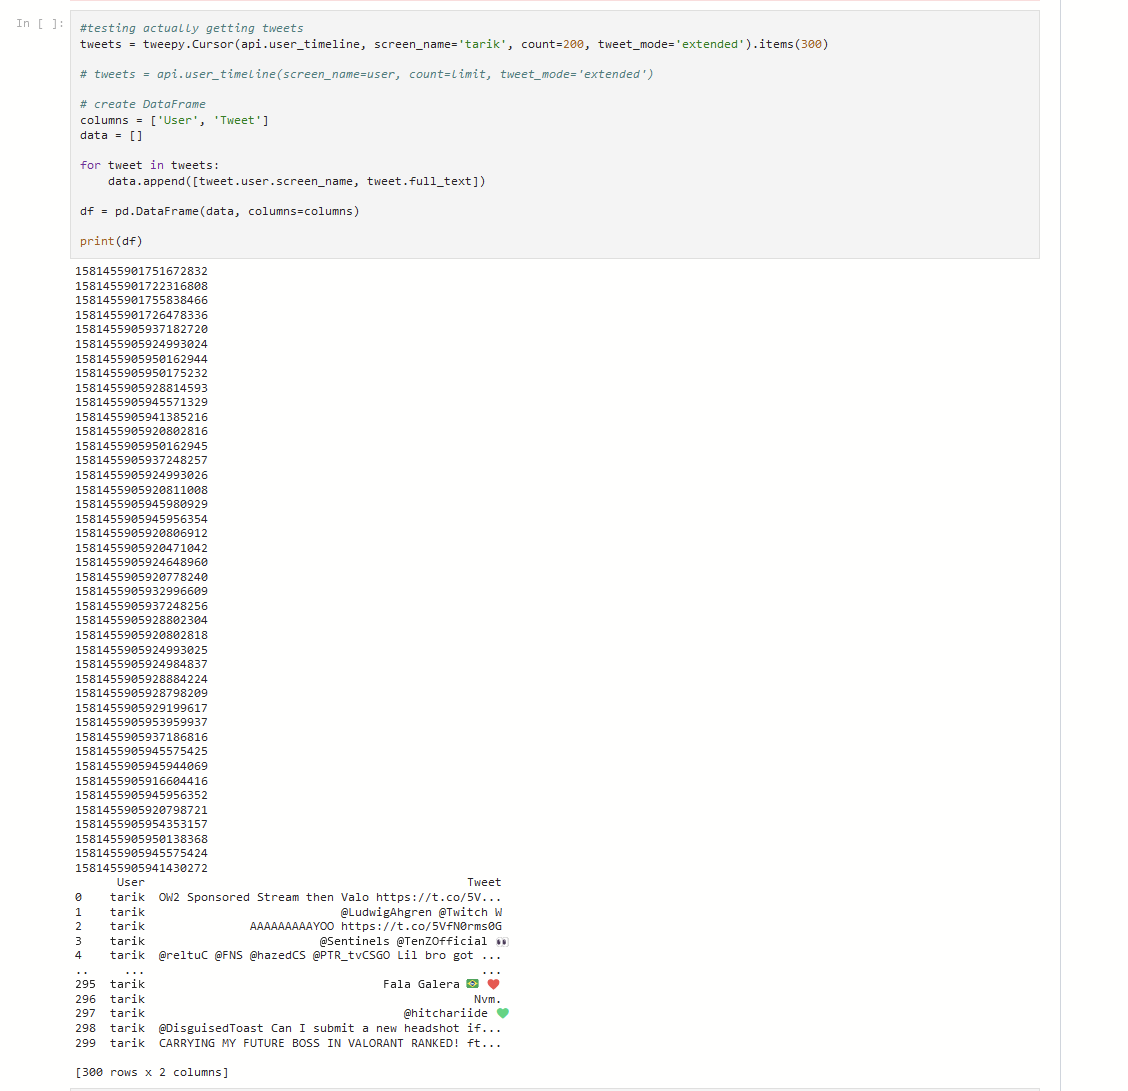 In [ ]:
#testing actually getting tweets
tweets = tweepy.Cursor(api.user_timeline, screen_name='tarik', count=200, tweet_mode='extended').items(300)
# tweets = api.user_timeline(screen_name=user, count=limit, tweet_mode='extended')
# create DataFrame
columns = ['User', 'Tweet']
data = []
for tweet in tweets:
    data.append([tweet.user.screen_name, tweet.full_text])
df = pd.DataFrame(data, columns=columns)
print(df)
1581455901751672832
1581455901722316808
1581455901755838466
1581455901726478336
1581455905937182720
1581455905924993024
1581455905950162944
1581455905950175232
1581455905928814593
1581455905945571329
1581455905941385216
1581455905920802816
1581455905950162945
1581455905937248257
1581455905924993026
1581455905920811008
1581455905945980929
1581455905945956354
1581455905920806912
1581455905920471042
1581455905924648960
1581455905920778240
1581455905932996609
1581455905937248256
1581455905928802304
1581455905920802818
1581455905924993025
1581455905924984837
1581455905928884224
1581455905928798209
1581455905929199617
1581455905953959937
1581455905937186816
1581455905945575425
1581455905945944069
1581455905916604416
1581455905945956352
1581455905920798721
1581455905954353157
1581455905950138368
1581455905945575424
1581455905941430272
User Tweet
0 tarik OW2 Sponsored Stream then Valo https://t.co/5V...
1 tarik @LudwigAhgren @Twitch W
2 tarik AAAAAAAAAYOO https://t.co/5VfN0rms0G
3 tarik @Sentinels @TenZOfficial 👀
4 tarik @reltuC @FNS @hazedCS @PTR_tvCSGO Lil bro got ...
.. ... ...
295 tarik Fala Galera 🇧🇷 ❤️
296 tarik Nvm.
297 tarik @hitchariide 💚
298 tarik @DisguisedToast Can I submit a new headshot if...
299 tarik CARRYING MY FUTURE BOSS IN VALORANT RANKED! ft...
[300 rows x 2 columns]